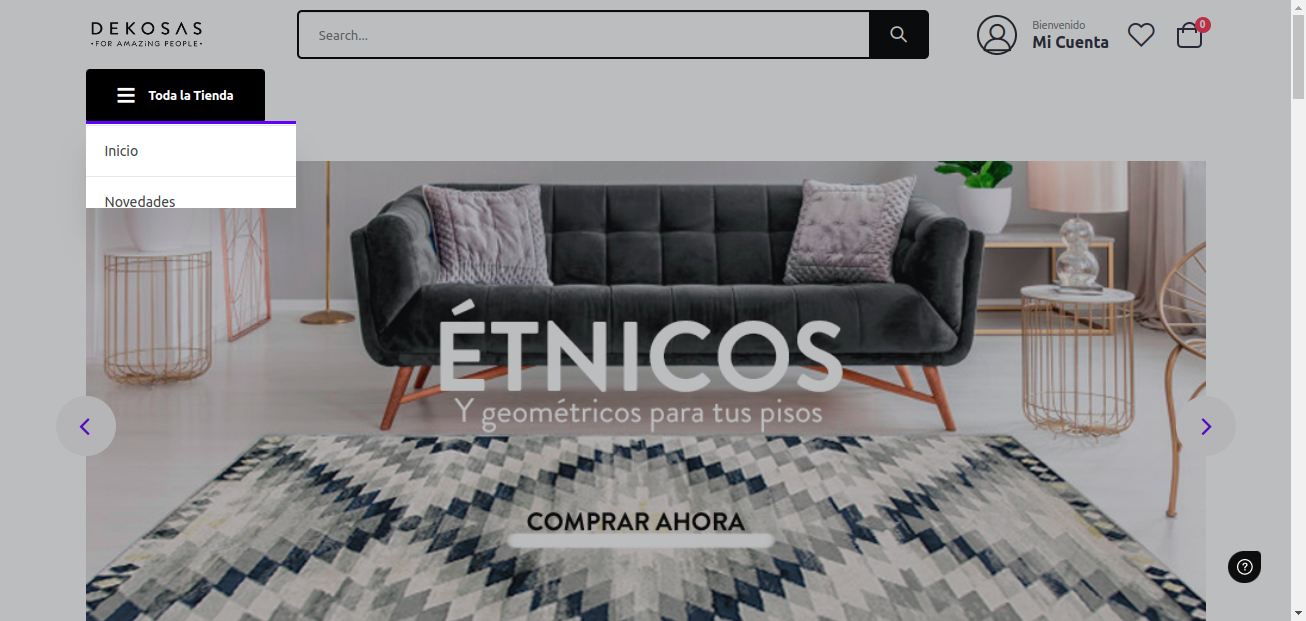 DEKOSAS
•FOR AMAZiNG PEOPLE•
Search...
Bienvenido
Mi Cuenta
0
Toda la Tienda
Inicio
Novedades
ÉTNICOS
Y geométricos para tus pisos
COMPRAR AHORA